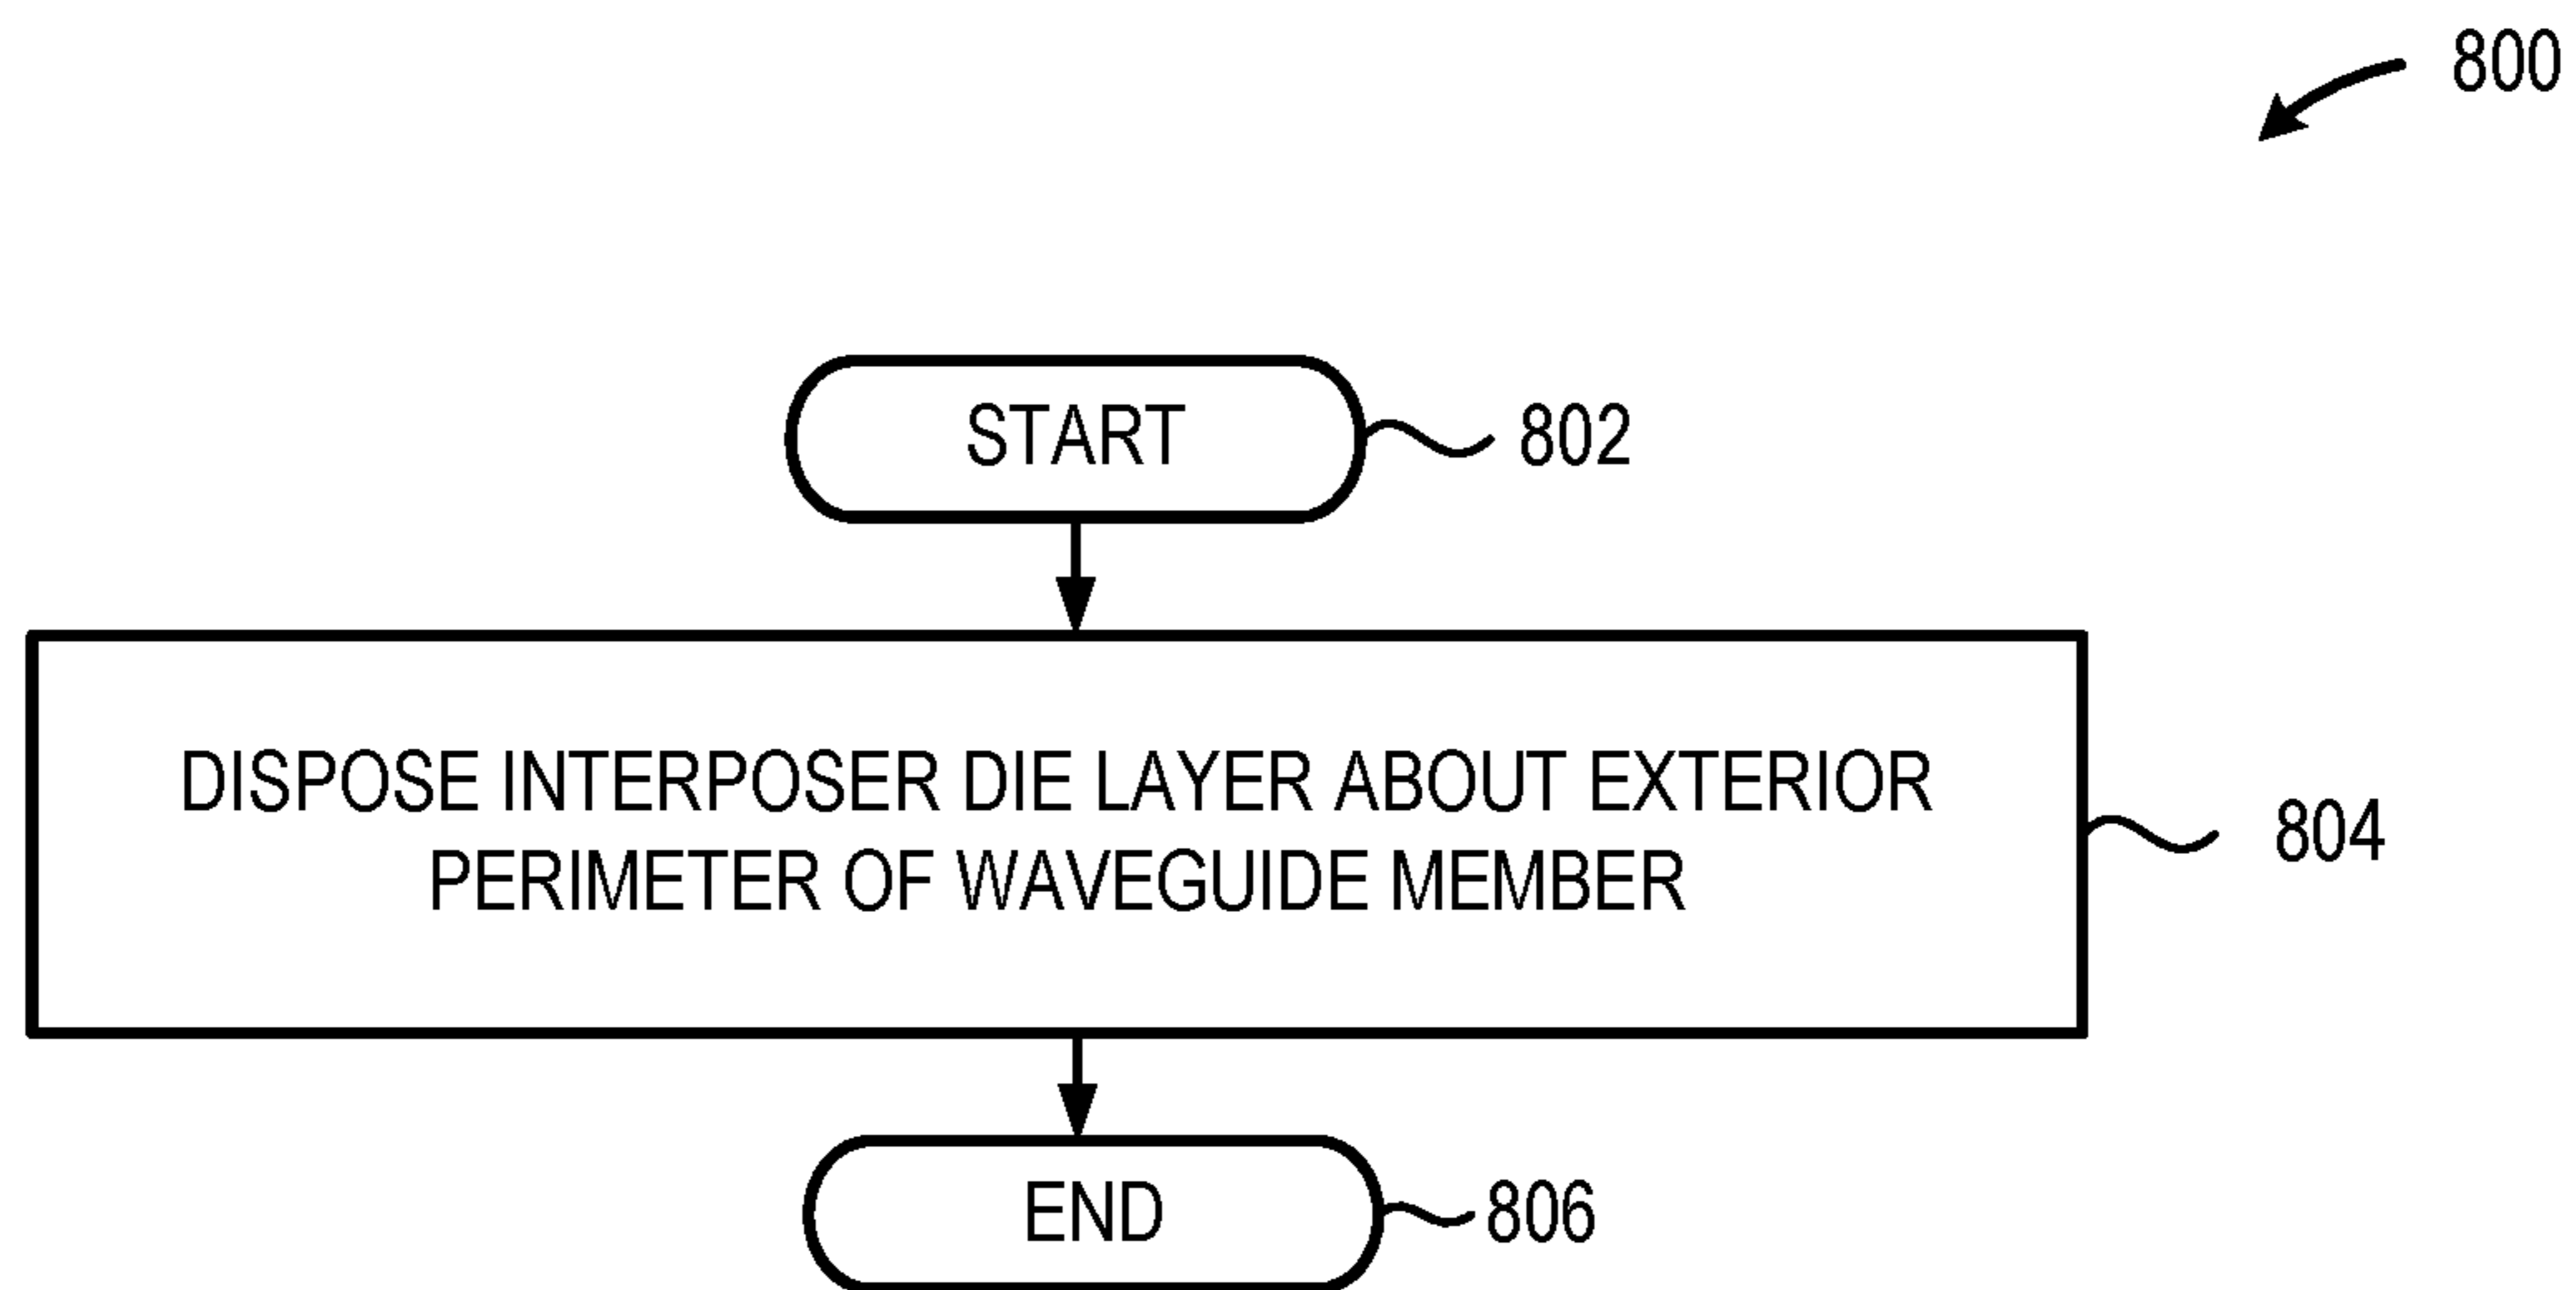 800
START
802
DISPOSE INTERPOSER DIE LAYER ABOUT EXTERIOR
PERIMETER OF WAVEGUIDE MEMBER
804
END
806